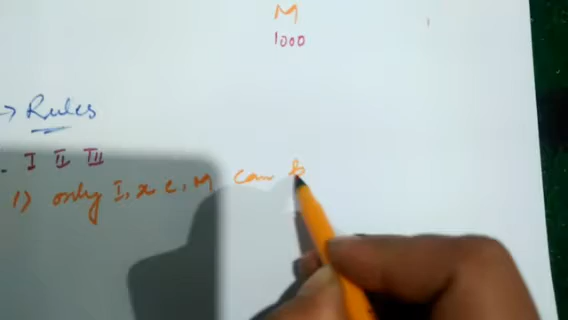 M
1000
→ Rules
I II III
1) only I, x c, M can b